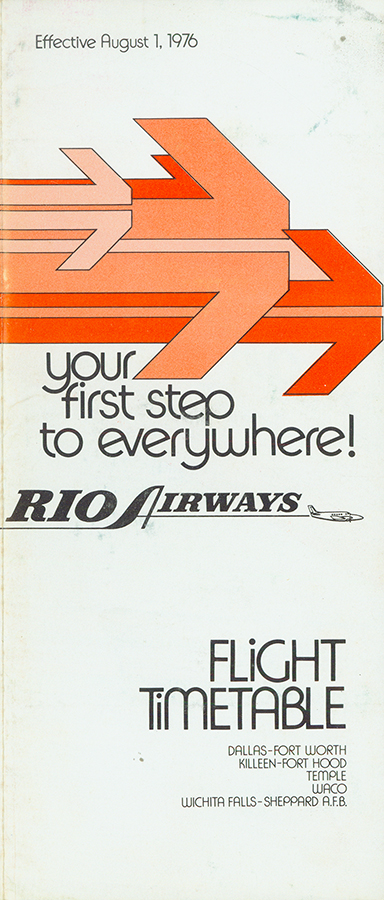 Effective August 1, 1976
your
first step
to everywhere!
RIO AIRWAYS
FLiGHT
TiMETABLE
DALLAS-FORT WORTH
KILLEEN-FORT HOOD
TEMPLE
WACO
WICHITA FALLS-SHEPPARD A.F.B.